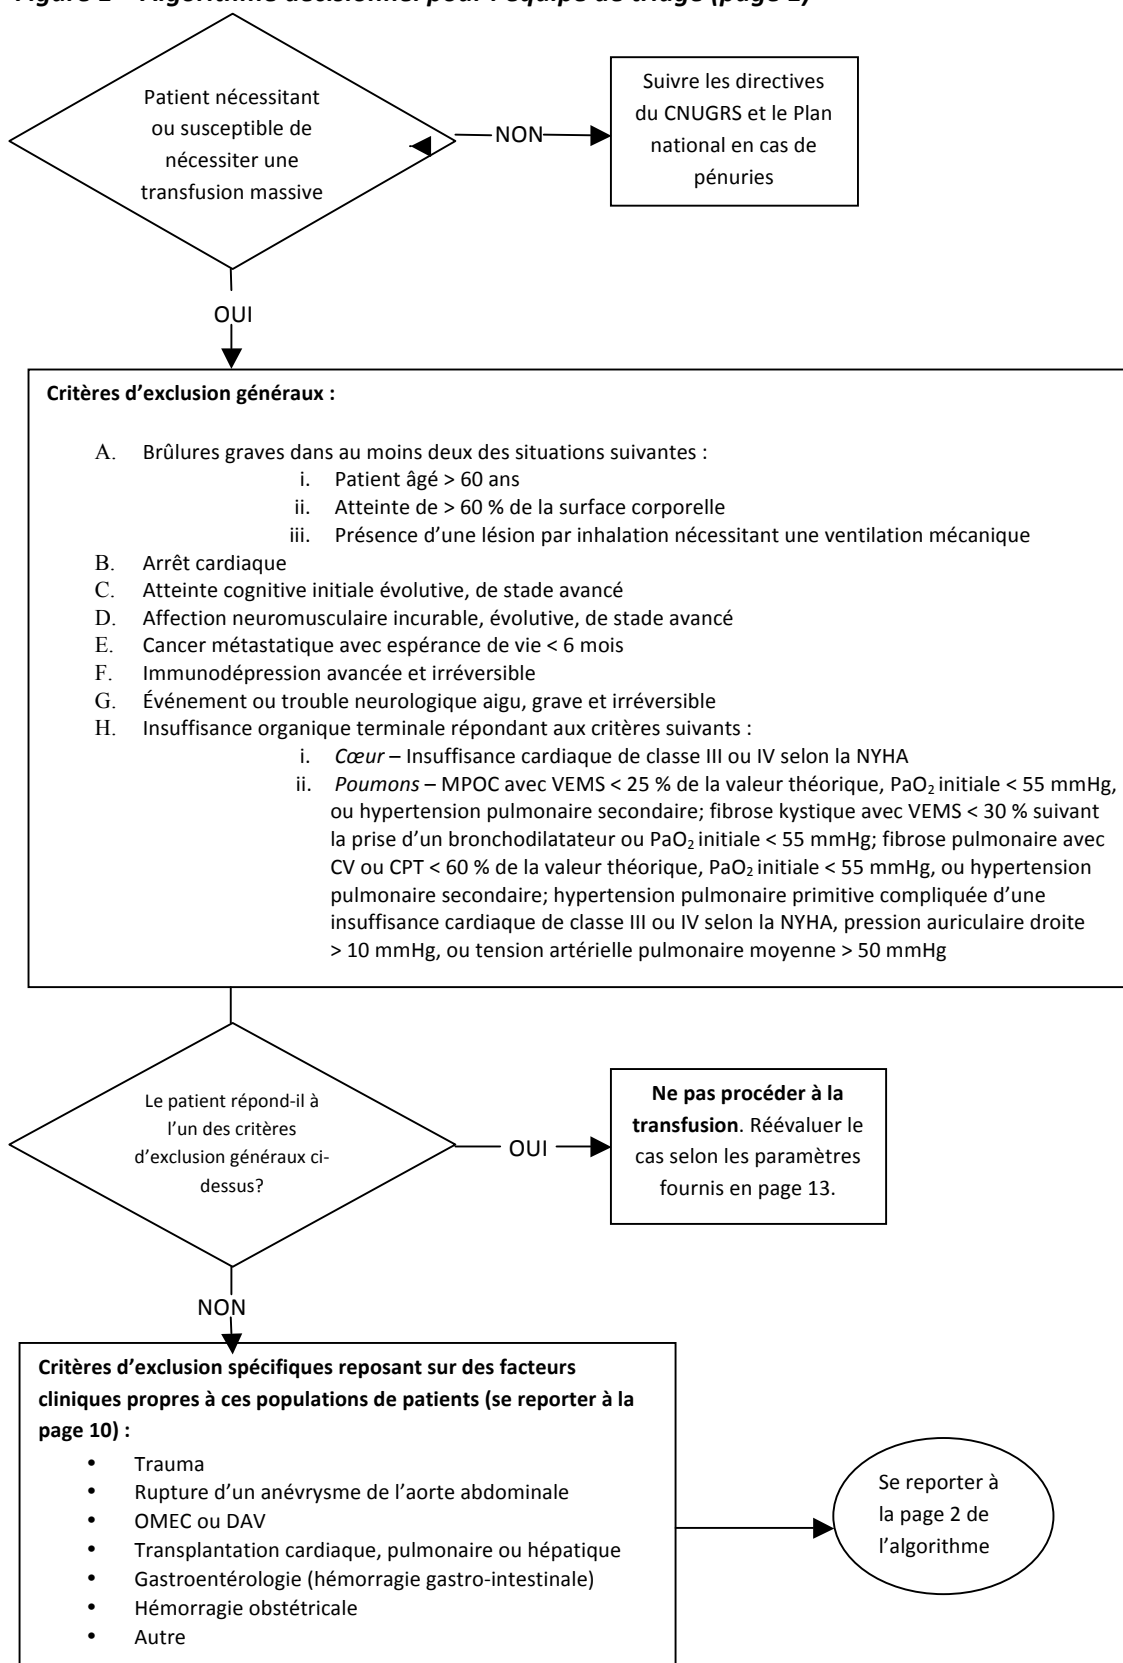 Figure 1 – Algorithme décisionnel pour l'équipe de triage (page 1)
Patient nécessitant
ou susceptible de
nécessiter une
transfusion massive
NON
Suivre les directives
du CNUGRS et le Plan
national en cas de
pénuries
OUI
Critères d’exclusion généraux :
A. Brûlures graves dans au moins deux des situations suivantes :
i. Patient âgé > 60 ans
ii. Atteinte de > 60 % de la surface corporelle
iii. Présence d’une lésion par inhalation nécessitant une ventilation mécanique
B. Arrêt cardiaque
C. Atteinte cognitive initiale évolutive, de stade avancé
D. Affection neuromusculaire incurable, évolutive, de stade avancé
E. Cancer métastatique avec espérance de vie < 6 mois
F. Immunodépression avancée et irréversible
G. Événement ou trouble neurologique aigu, grave et irréversible
H. Insuffisance organique terminale répondant aux critères suivants :
i. Cœur – Insuffisance cardiaque de classe III ou IV selon la NYHA
ii. Poumons – MPOC avec VEMS < 25 % de la valeur théorique, PaO2 initiale < 55 mmHg,
ou hypertension pulmonaire secondaire; fibrose kystique avec VEMS < 30 % suivant
la prise d’un bronchodilatateur ou PaO2 initiale < 55 mmHg; fibrose pulmonaire avec
CV ou CPT < 60 % de la valeur théorique, PaO2 initiale < 55 mmHg, ou hypertension
pulmonaire secondaire; hypertension pulmonaire primitive compliquée d’une
insuffisance cardiaque de classe III ou IV selon la NYHA, pression auriculaire droite
> 10 mmHg, ou tension artérielle pulmonaire moyenne > 50 mmHg
Le patient répond-il à
l’un des critères
d’exclusion généraux ci-
dessus?
OUI
Ne pas procéder à la
transfusion. Réévaluer le
cas selon les paramètres
fournis en page 13.
NON
Critères d’exclusion spécifiques reposant sur des facteurs
cliniques propres à ces populations de patients (se reporter à la
page 10) :
• Trauma
• Rupture d’un anévrysme de l’aorte abdominale
• OMEC ou DAV
• Transplantation cardiaque, pulmonaire ou hépatique
• Gastroentérologie (hémorragie gastro-intestinale)
• Hémorragie obstétricale
• Autre
Se reporter à
la page 2 de
l’algorithme